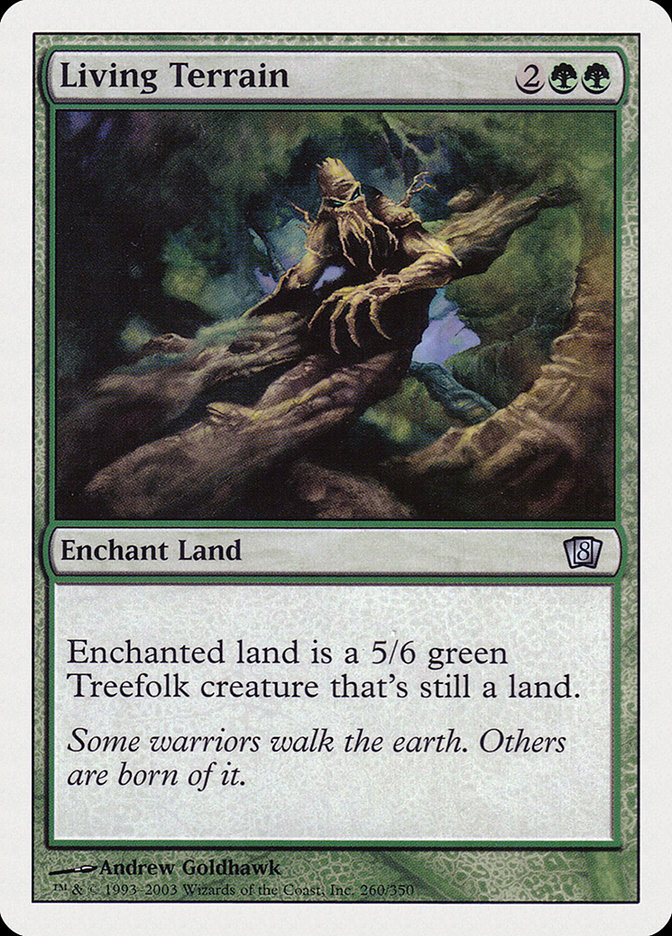 Living Terrain 2
Enchant Land 8
Enchanted land is a 5/6 green
Treefolk creature that's still a land.
Some warriors walk the earth. Others
are born of it.
Andrew Goldhawk
™ & © 1993–2003 Wizards of the Coast, Inc. 260/350